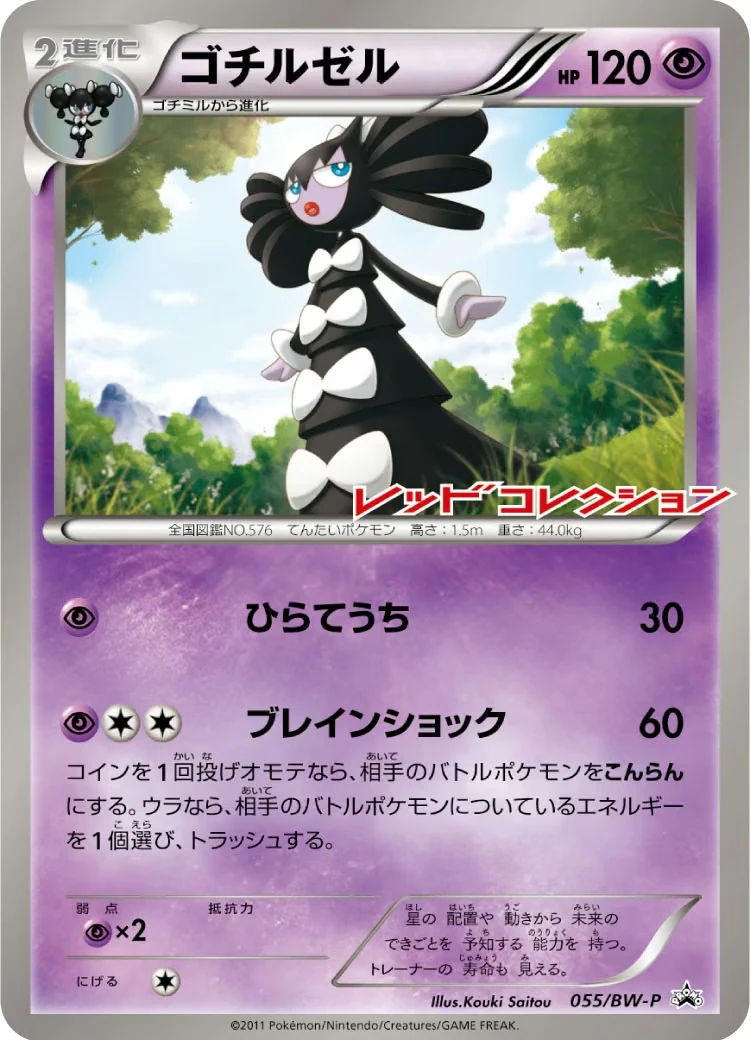 2進化
ゴチルゼル
HP120
ゴチミルから進化
レッドコレクション
全国図鑑NO.576 てんたいポケモン 高さ:1.5m 重さ:44.0kg
ひらてうち 30
ブレインショック 60
コインを1回投げオモテなら、相手のバトルポケモンをこんらん
にする。ウラなら、相手のバトルポケモンについているエネルギー
を1個選び、トラッシュする。
弱点 抵抗力
×2
にげる
星の 配置や 動きから 未来の
できごとを 予知する 能力を 持つ。
トレーナーの 寿命も 見える。
Illus.Kouki Saitou 055/BW-P PROMO
©2011 Pokémon/Nintendo/Creatures/GAME FREAK.